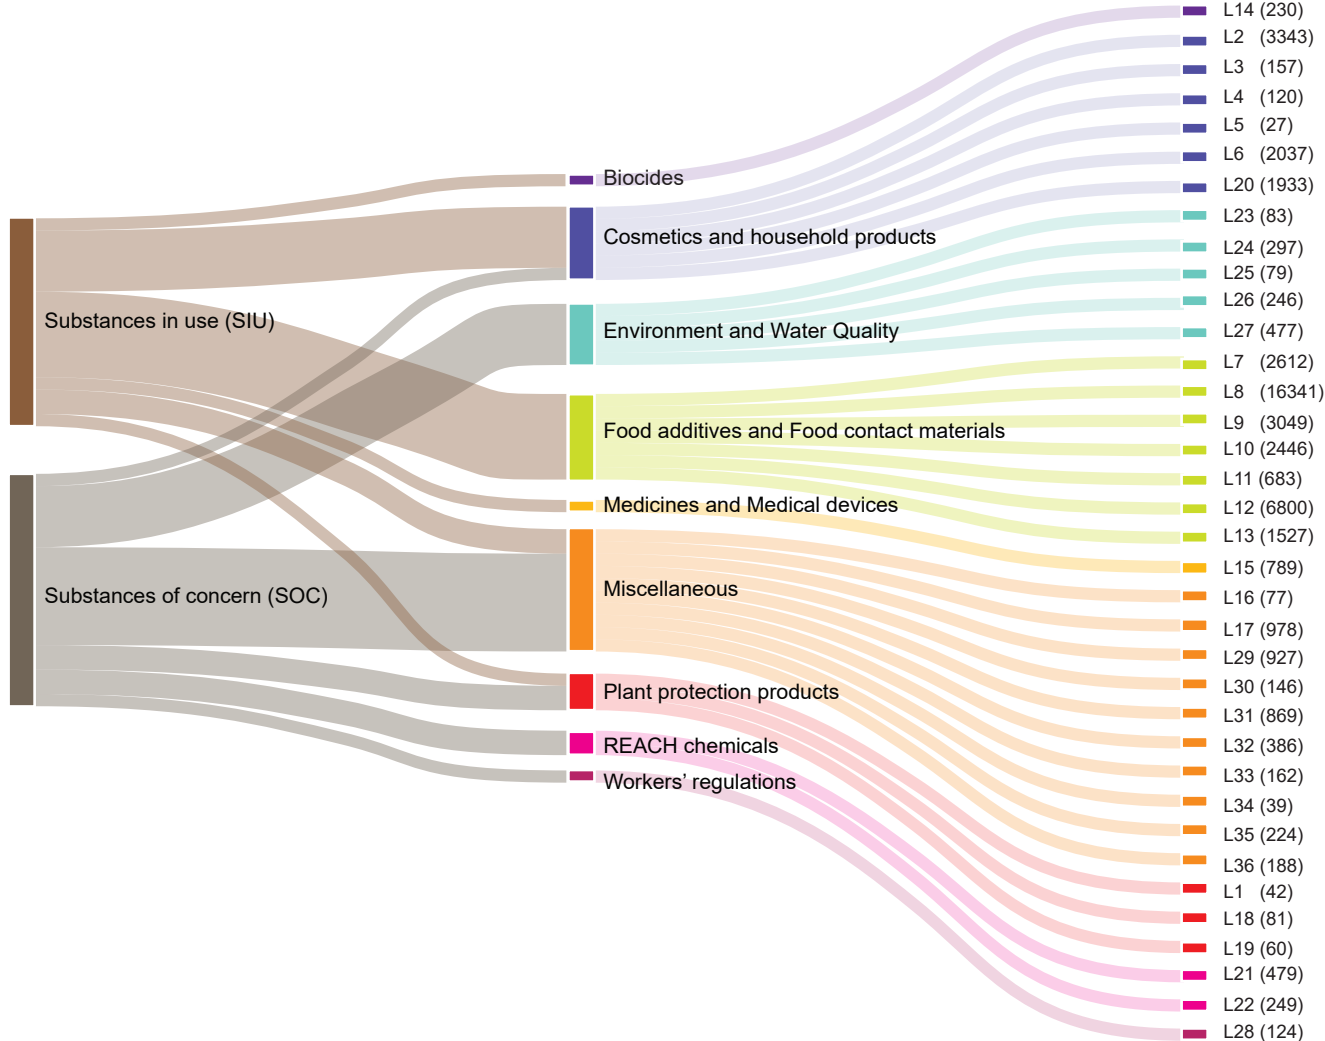 Substances in use (SIU)
Substances of concern (SOC)
Biocides
Cosmetics and household products
Environment and Water Quality
Food additives and Food contact materials
Medicines and Medical devices
Miscellaneous
Plant protection products
REACH chemicals
Workers’ regulations
L14 (230)
L2 (3343)
L3 (157)
L4 (120)
L5 (27)
L6 (2037)
L20 (1933)
L23 (83)
L24 (297)
L25 (79)
L26 (246)
L27 (477)
L7 (2612)
L8 (16341)
L9 (3049)
L10 (2446)
L11 (683)
L12 (6800)
L13 (1527)
L15 (789)
L16 (77)
L17 (978)
L29 (927)
L30 (146)
L31 (869)
L32 (386)
L33 (162)
L34 (39)
L35 (224)
L36 (188)
L1 (42)
L18 (81)
L19 (60)
L21 (479)
L22 (249)
L28 (124)